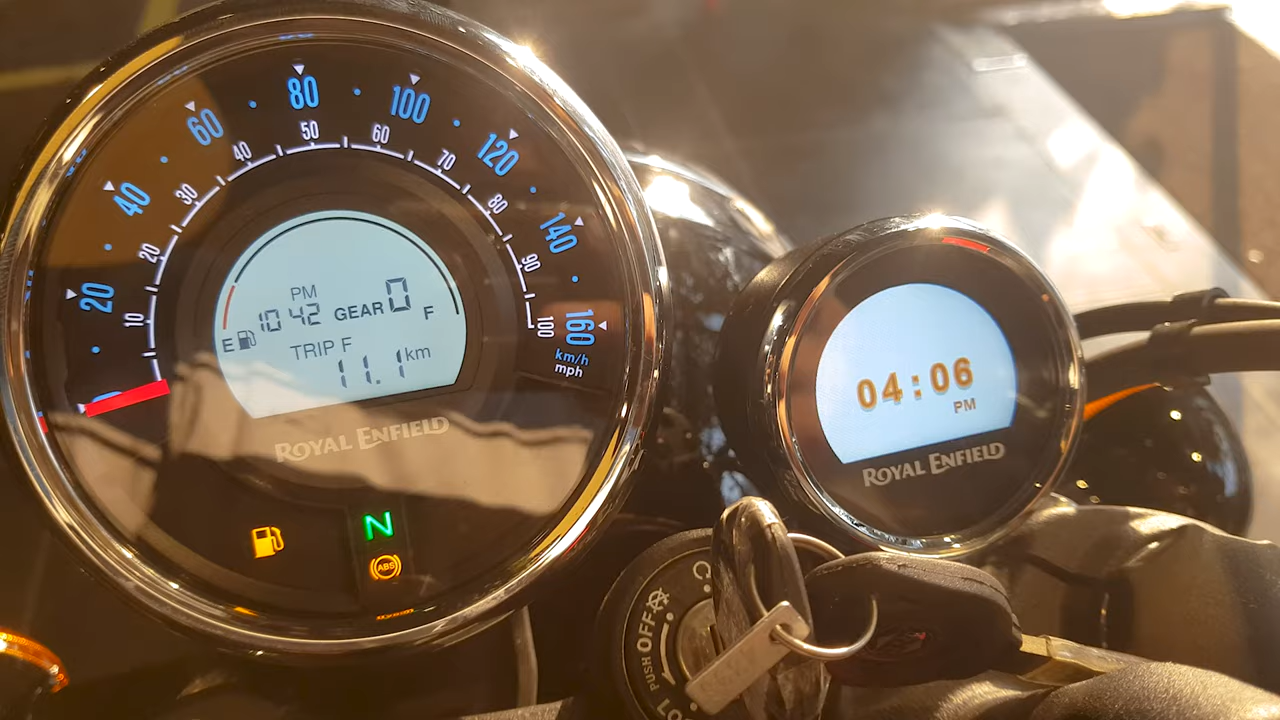 20
40
60
80
100
120
140
160
km/h
mph
10
20
30
40
50
60
70
80
90
100
PM
10 42 GEAR 0
E F
TRIP F
11.1 km
ROYAL ENFIELD
N
ABS
04:06
PM
ROYAL ENFIELD
OFF
PUSH